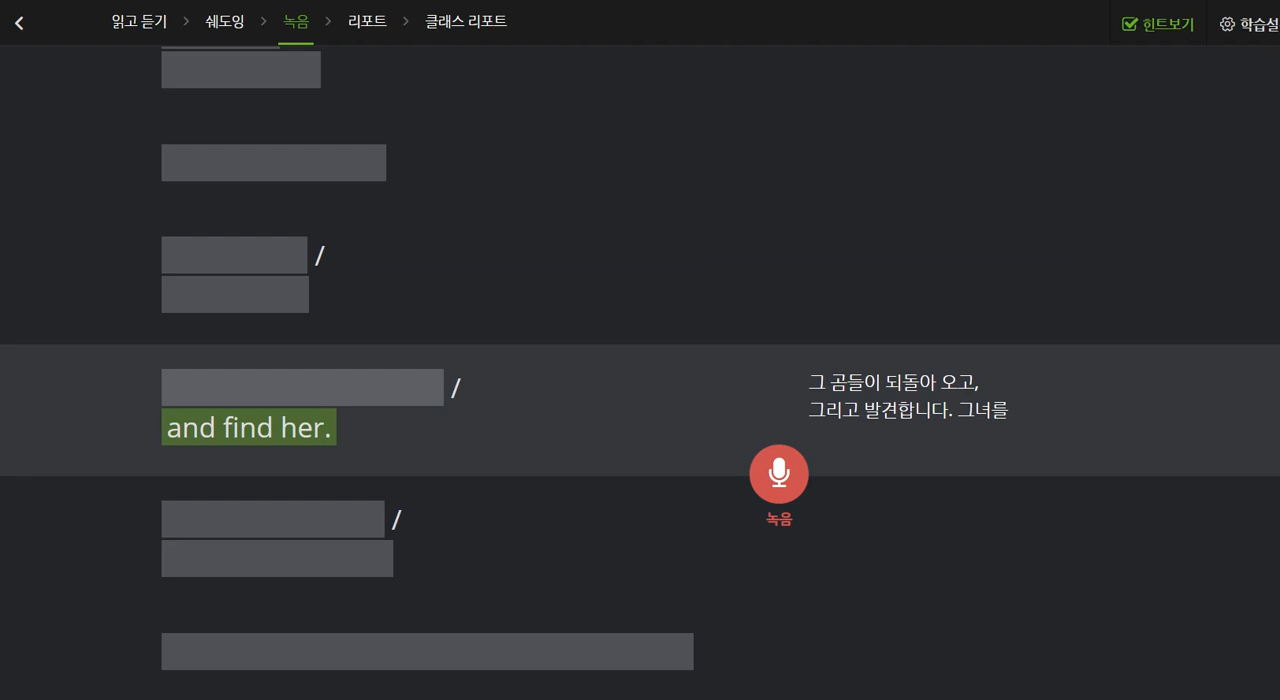 읽고 듣기 > 쉐도잉 > 녹음 > 리포트 > 클래스 리포트
힌트보기
학습설
/
/
and find her.
그 곰들이 되돌아 오고,
그리고 발견합니다. 그녀를
녹음
/